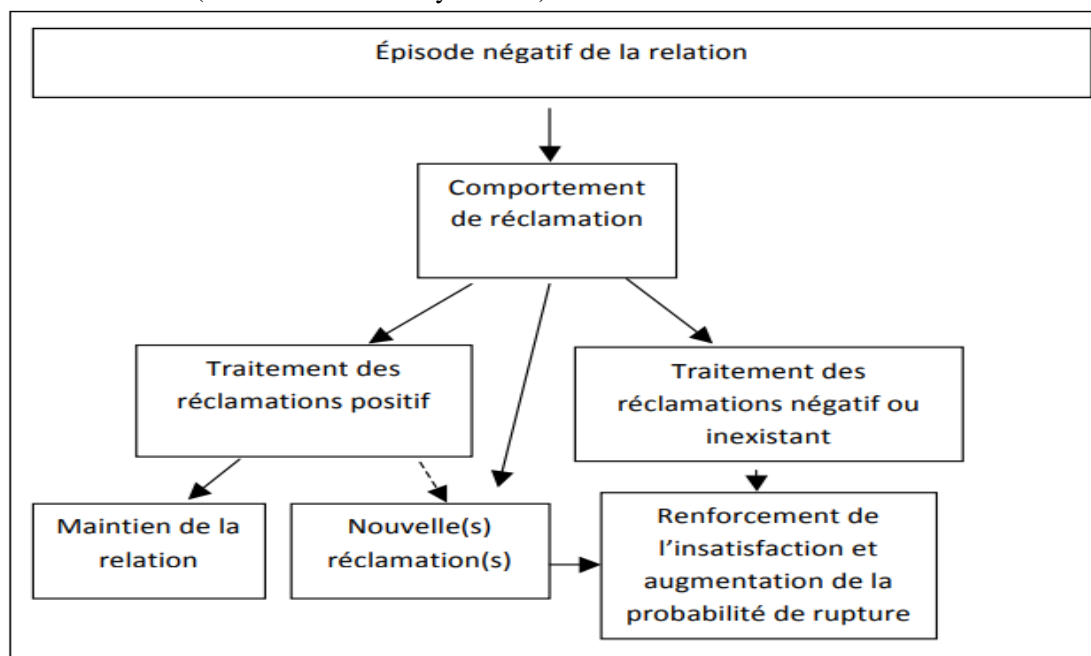 Épisode négatif de la relation
Comportement
de réclamation
Traitement des
réclamations positif
Traitement des
réclamations négatif ou
inexistant
Maintien de la
relation
Nouvelle(s)
réclamation(s)
Renforcement de
l'insatisfaction et
augmentation de la
probabilité de rupture